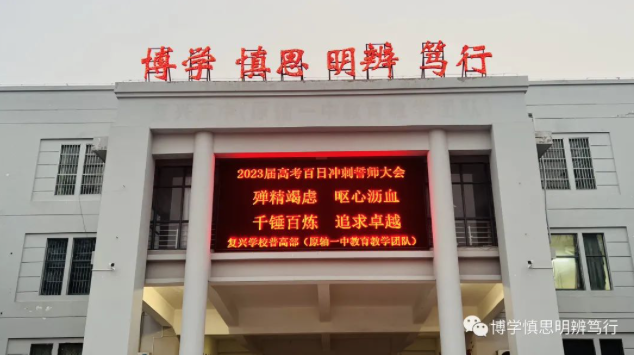 博学 慎思 明辨 笃行
2023届高考百日冲刺誓师大会
殚精竭虑 呕心沥血
千锤百炼 追求卓越
复兴学校普高部（原输一中教育教学团队）
博学慎思明辨笃行